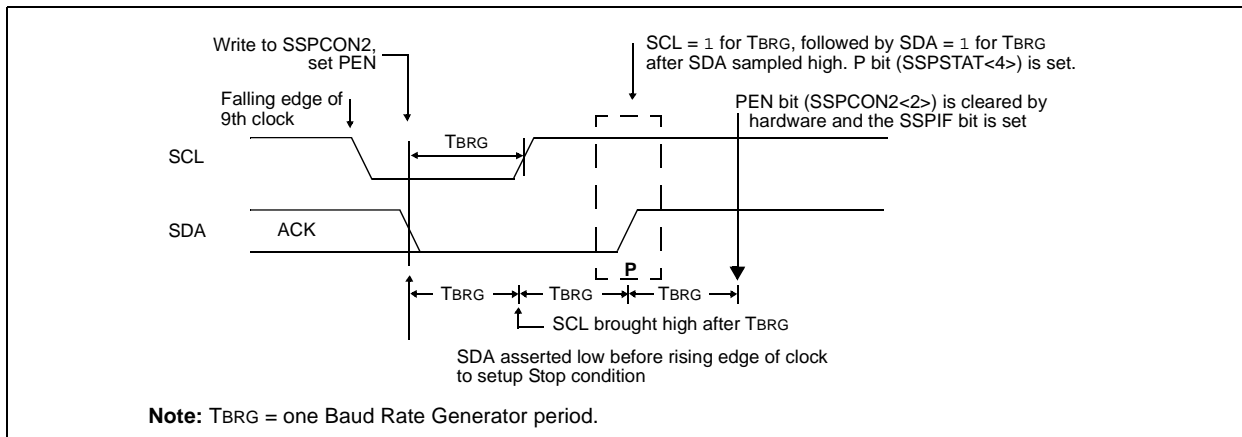 Write to SSPCON2,
set PEN
SCL = 1 for TBRG, followed by SDA = 1 for TBRG
after SDA sampled high. P bit (SSPSTAT<4>) is set.
Falling edge of
9th clock
PEN bit (SSPCON2<2>) is cleared by
hardware and the SSPIF bit is set
TBRG
SCL
SDA
ACK
P
TBRG
TBRG
TBRG
SCL brought high after TBRG
SDA asserted low before rising edge of clock
to setup Stop condition
Note: TBRG = one Baud Rate Generator period.